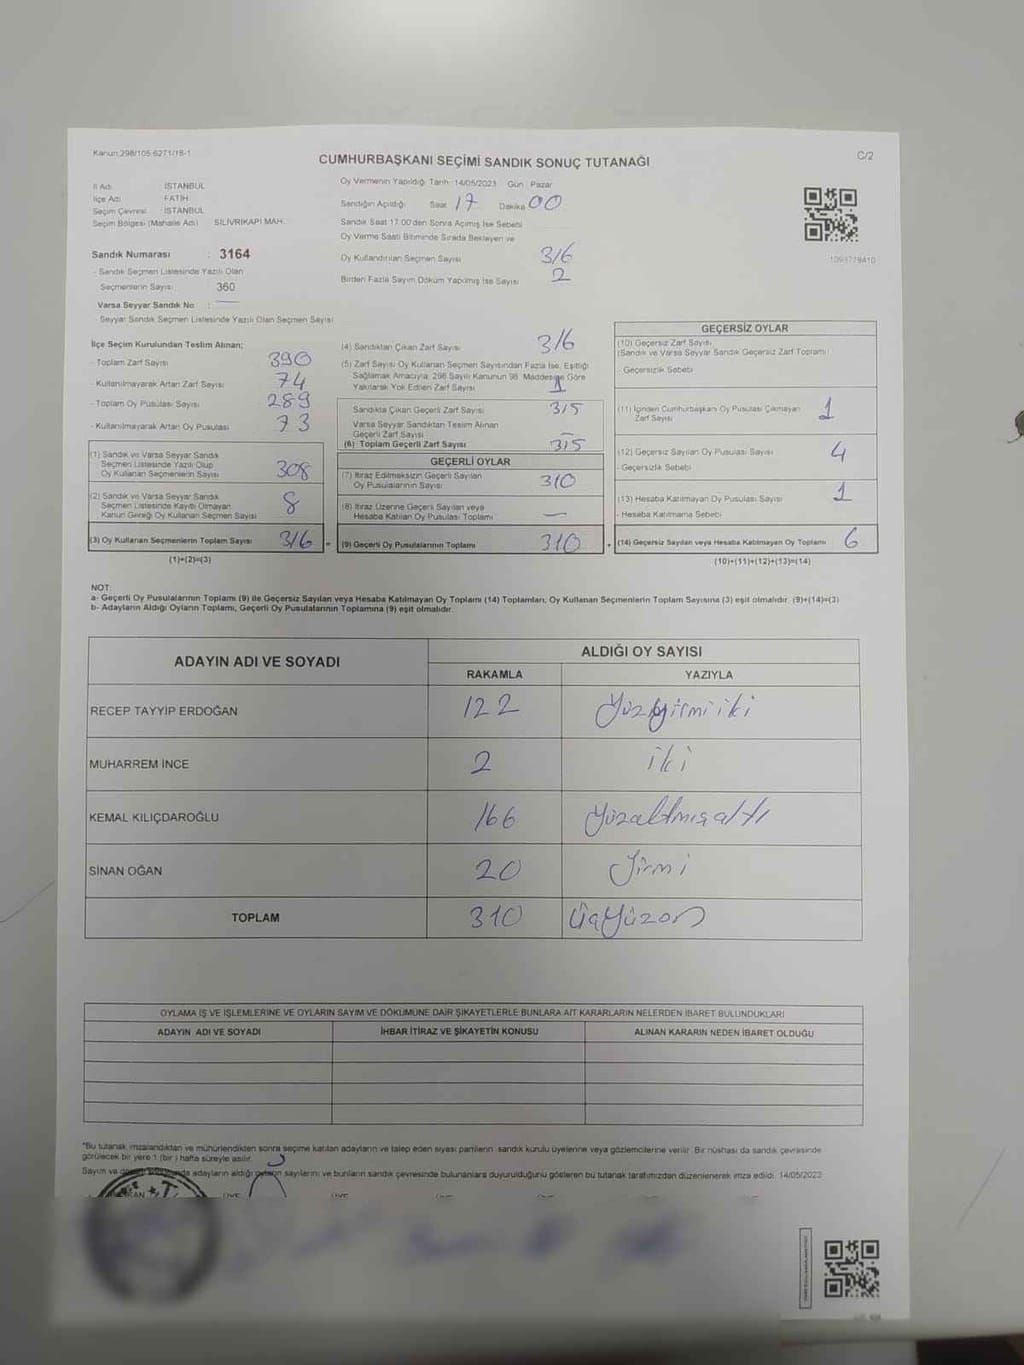 Kanun:298/105-6271/18-1
CUMHURBAŞKANI SEÇİMİ SANDIK SONUÇ TUTANAĞI
C/2
İl Adı : İSTANBUL
İlçe Adı : FATİH
Seçim Çevresi : İSTANBUL
Seçim Bölgesi (Mahalle Adı) : SİLİVRİKAPI MAH.
Sandık Numarası : 3164
- Sandık Seçmen Listesinde Yazılı Olan
Seçmenlerin Sayısı : 360
Varsa Seyyar Sandık No :
- Seyyar Sandık Seçmen Listesinde Yazılı Olan Seçmen Sayısı
Oy Vermenin Yapıldığı Tarih :14/05/2023 Gün : Pazar
Sandığın Açıldığı Saat 17 Dakika 00
Sandık Saat 17.00'den Sonra Açılmış İse Sebebi
Oy Verme Saati Bitiminde Sırada Bekleyen ve
Oy Kullandırılan Seçmen Sayısı 316
Birden Fazla Sayım Döküm Yapılmış İse Sayısı 2
1093779A10
İlçe Seçim Kurulundan Teslim Alınan;
- Toplam Zarf Sayısı 390
- Kullanılmayarak Artan Zarf Sayısı 74
- Toplam Oy Pusulası Sayısı 289
- Kullanılmayarak Artan Oy Pusulası 73
(1) Sandık ve Varsa Seyyar Sandık
Seçmen Listesinde Yazılı Olup
Oy Kullanan Seçmenlerin Sayısı 308
(2) Sandık ve Varsa Seyyar Sandık
Seçmen Listesinde Kayıtlı Olmayan
Kanun Gereği Oy Kullanan Seçmen Sayısı 8
(3) Oy Kullanan Seçmenlerin Toplam Sayısı 316
(1)+(2)=(3)
(4) Sandıktan Çıkan Zarf Sayısı 316
(5) Zarf Sayısı Oy Kullanan Seçmen Sayısından Fazla İse, Eşitliği
Sağlamak Amacıyla, 298 Sayılı Kanunun 98. Maddesine Göre
Yakılarak Yok Edilen Zarf Sayısı 1
Sandıkta Çıkan Geçerli Zarf Sayısı 315
Varsa Seyyar Sandıktan Teslim Alınan
Geçerli Zarf Sayısı —
(6) Toplam Geçerli Zarf Sayısı 315
GEÇERLİ OYLAR
(7) İtiraz Edilmeksizin Geçerli Sayılan
Oy Pusulalarının Sayısı 310
(8) İtiraz Üzerine Geçerli Sayılan veya
Hesaba Katılan Oy Pusulası Toplamı —
= (9) Geçerli Oy Pusulalarının Toplamı 310
GEÇERSİZ OYLAR
(10) Geçersiz Zarf Sayısı
(Sandık ve Varsa Seyyar Sandık Geçersiz Zarf Toplamı)
- Geçersizlik Sebebi
(11) İçinden Cumhurbaşkanı Oy Pusulası Çıkmayan
Zarf Sayısı 1
(12) Geçersiz Sayılan Oy Pusulası Sayısı 4
- Geçersizlik Sebebi
(13) Hesaba Katılmayan Oy Pusulası Sayısı 1
- Hesaba Katılmama Sebebi
+ (14) Geçersiz Sayılan veya Hesaba Katılmayan Oy Toplamı 6
(10)+(11)+(12)+(13)=(14)
NOT:
a- Geçerli Oy Pusulalarının Toplamı (9) ile Geçersiz Sayılan veya Hesaba Katılmayan Oy Toplamı (14) Toplamları, Oy Kullanan Seçmenlerin Toplam Sayısına (3) eşit olmalıdır. (9)+(14)=(3)
b- Adayların Aldığı Oyların Toplamı, Geçerli Oy Pusulalarının Toplamına (9) eşit olmalıdır.
ADAYIN ADI VE SOYADI
ALDIĞI OY SAYISI
RAKAMLA YAZIYLA
RECEP TAYYİP ERDOĞAN 122 Yüzyirmi iki
MUHARREM İNCE 2 iki
KEMAL KILIÇDAROĞLU 166 Yüzaltmışaltı
SİNAN OĞAN 20 Yirmi
TOPLAM 310 ÜçYüzon
OYLAMA İŞ VE İŞLEMLERİNE VE OYLARIN SAYIM VE DÖKÜMÜNE DAİR ŞİKAYETLERLE BUNLARA AİT KARARLARIN NELERDEN İBARET BULUNDUKLARI
ADAYIN ADI VE SOYADI İHBAR İTİRAZ VE ŞİKAYETİN KONUSU ALINAN KARARIN NEDEN İBARET OLDUĞU
*Bu tutanak imzalandıktan ve mühürlendikten sonra seçime katılan adayların ve talep eden siyasi partilerin sandık kurulu üyelerine veya gözlemcilerine verilir. Bir nüshası da sandık çevresinde
görülecek bir yere 1 (bir) hafta süreyle asılır.
Sayım ve adayların aldığı oyların sayılarını ve bunların sandık çevresinde bulunanlara duyurulduğunu gösteren bu tutanak tarafımızdan düzenlenerek imza edildi. 14/05/2023